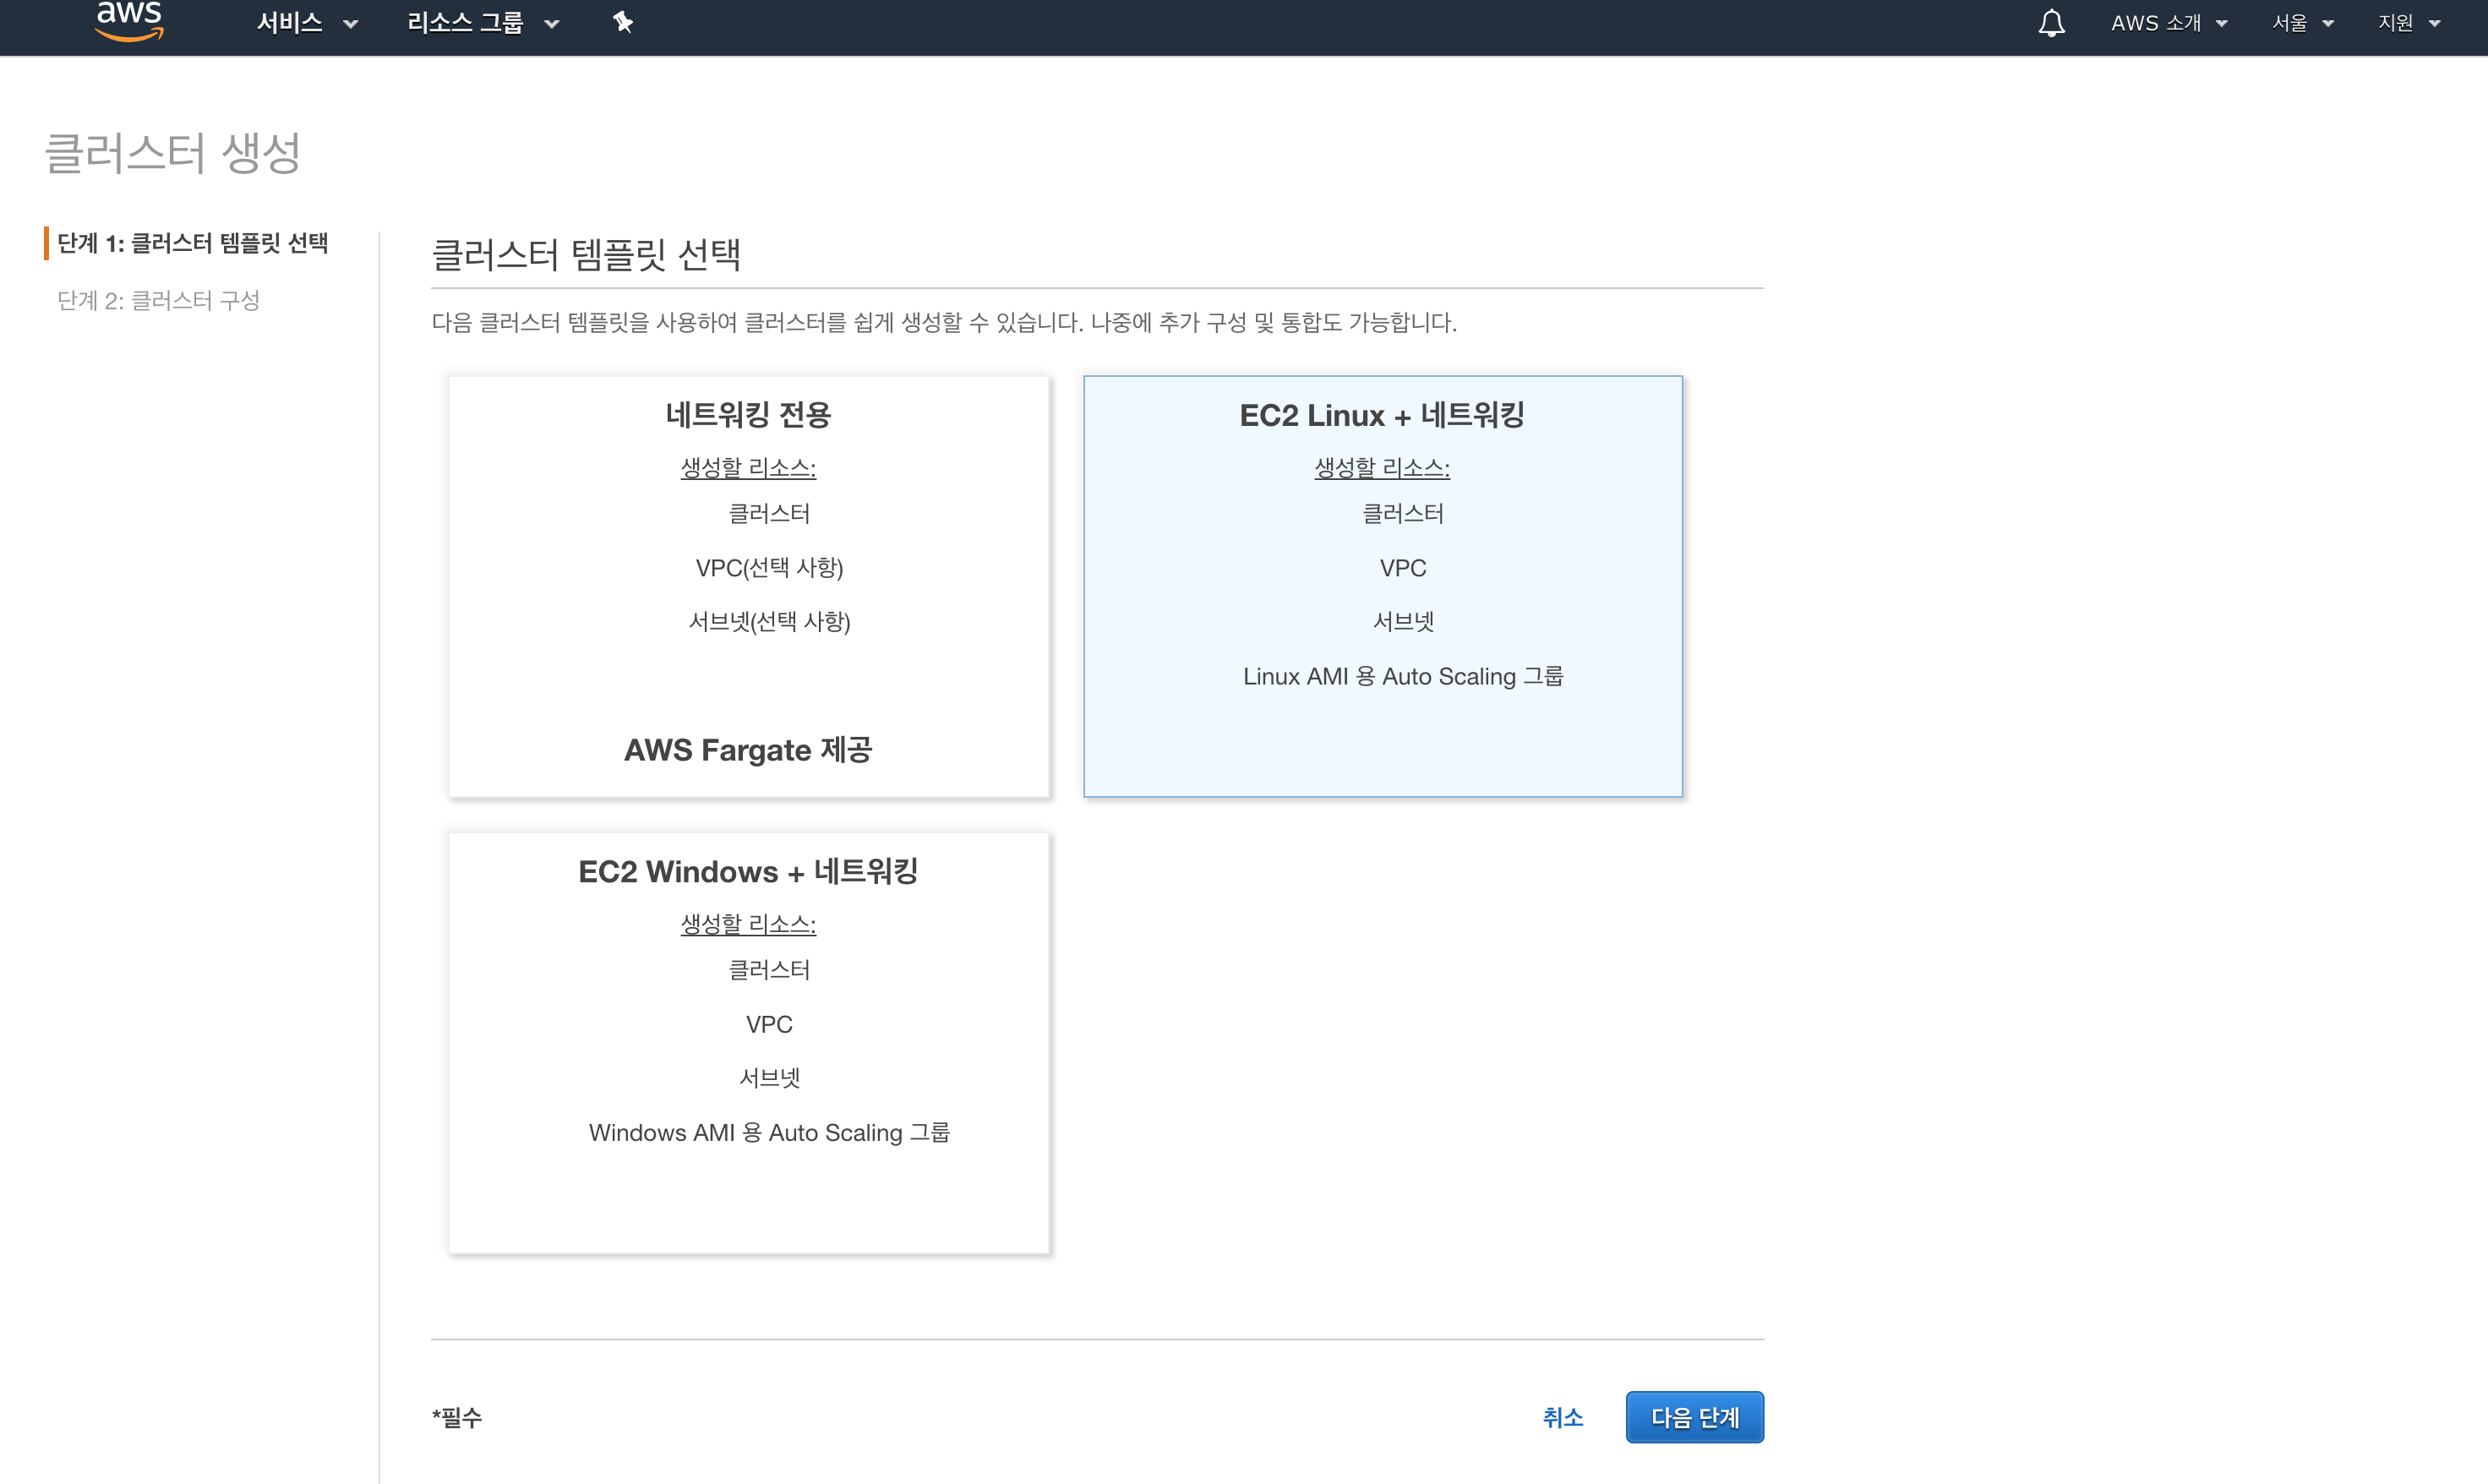 aws 서비스 리소스 그룹 AWS 소개 서울 지원
클러스터 생성
단계 1: 클러스터 템플릿 선택
단계 2: 클러스터 구성
클러스터 템플릿 선택
다음 클러스터 템플릿을 사용하여 클러스터를 쉽게 생성할 수 있습니다. 나중에 추가 구성 및 통합도 가능합니다.
네트워킹 전용
생성할 리소스:
클러스터
VPC(선택 사항)
서브넷(선택 사항)
AWS Fargate 제공
EC2 Linux + 네트워킹
생성할 리소스:
클러스터
VPC
서브넷
Linux AMI 용 Auto Scaling 그룹
EC2 Windows + 네트워킹
생성할 리소스:
클러스터
VPC
서브넷
Windows AMI 용 Auto Scaling 그룹
*필수
취소
다음 단계